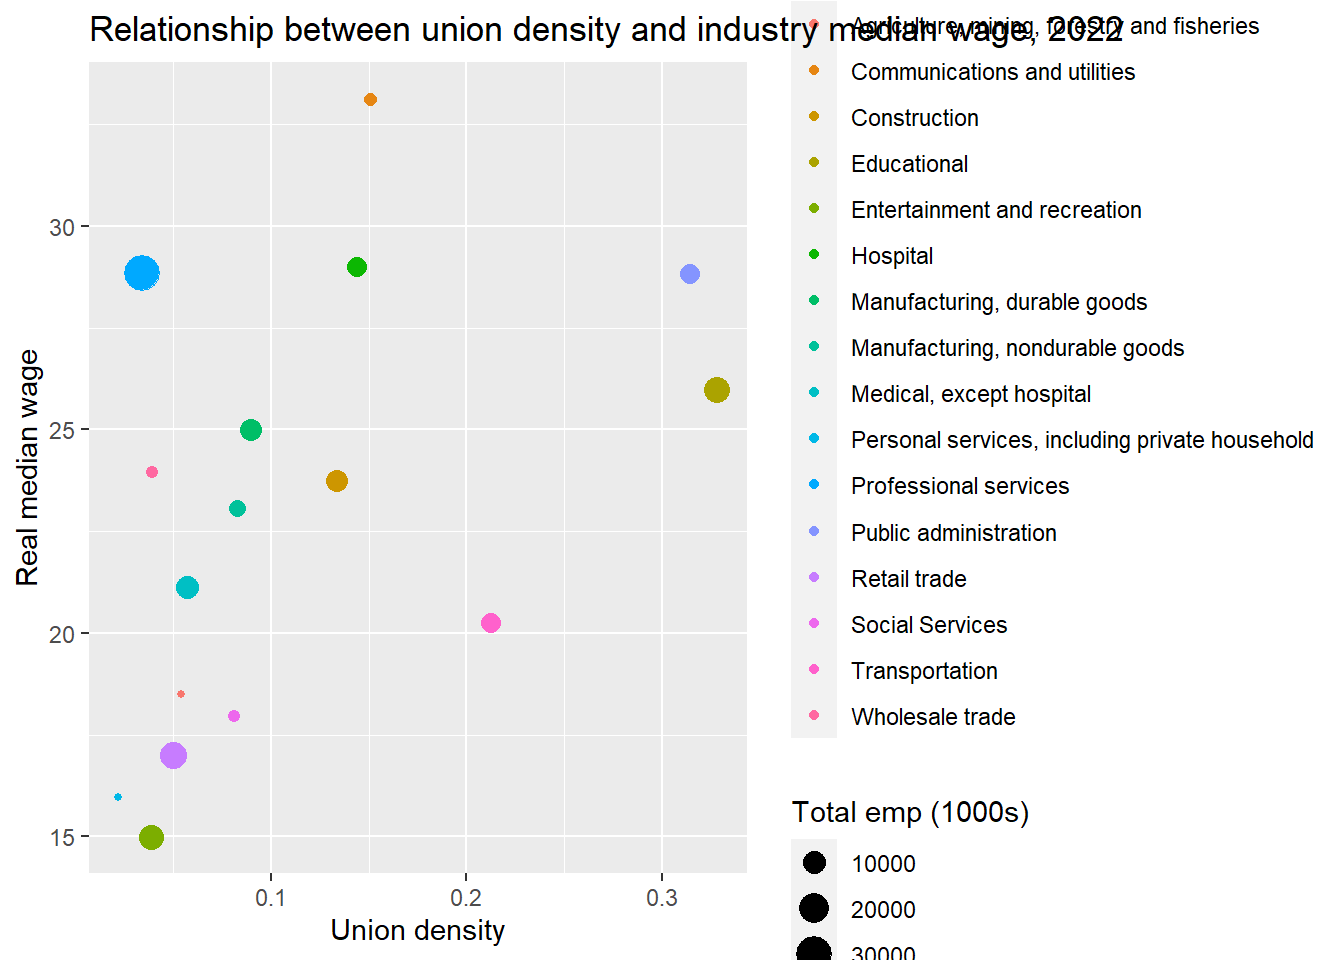 Relationship between union density and industry median wage, 2022
Agriculture, mining, forestry and fisheries
Communications and utilities
Construction
Educational
Entertainment and recreation
Hospital
Manufacturing, durable goods
Manufacturing, nondurable goods
Medical, except hospital
Personal services, including private household
Professional services
Public administration
Retail trade
Social Services
Transportation
Wholesale trade
Total emp (1000s)
10000
20000
30000
Real median wage
30
25
20
15
0.1
0.2
0.3
Union density